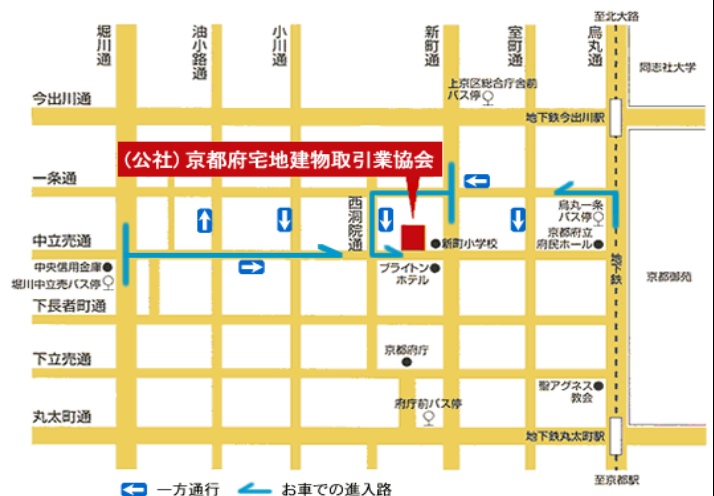 至北大路
堀川通
油小路通
小川通
新町通
室町通
烏丸通
同志社大学
上京区総合庁舎前
バス停
今出川通
地下鉄今出川駅
(公社)京都府宅地建物取引業協会
一条通
西洞院通
烏丸一条
バス停
京都府立
府民ホール
中立売通
新町小学校
中央信用金庫
堀川中立売バス停
ブライトン
ホテル
地下鉄
京都御苑
下長者町通
京都府庁
下立売通
聖アグネス
教会
府庁前バス停
丸太町通
地下鉄丸太町駅
至京都駅
一方通行
お車での進入路